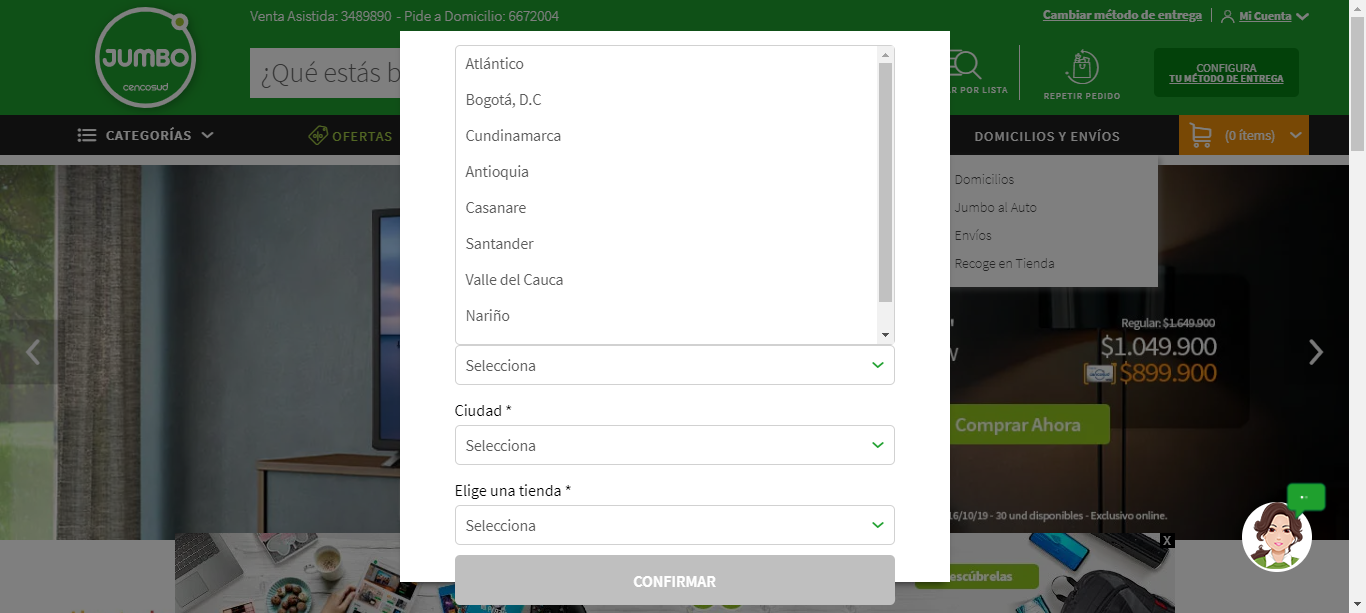 Venta Asistida: 3489890 - Pide a Domicilio: 6672004
Cambiar método de entrega
Mi Cuenta
JUMBO
cencosud
¿Qué estás b
R POR LISTA
REPETIR PEDIDO
CONFIGURA
TU MÉTODO DE ENTREGA
CATEGORÍAS
OFERTAS
DOMICILIOS Y ENVÍOS
(0 ítems)
Domicilios
Jumbo al Auto
Envíos
Recoge en Tienda
Atlántico
Bogotá, D.C
Cundinamarca
Antioquia
Casanare
Santander
Valle del Cauca
Nariño
Selecciona
Ciudad *
Selecciona
Elige una tienda *
Selecciona
CONFIRMAR
Regular: $1.649.900
$1.049.900
$899.900
Comprar Ahora
16/10/19 - 30 und disponibles - Exclusivo online.
X
escúbrelas